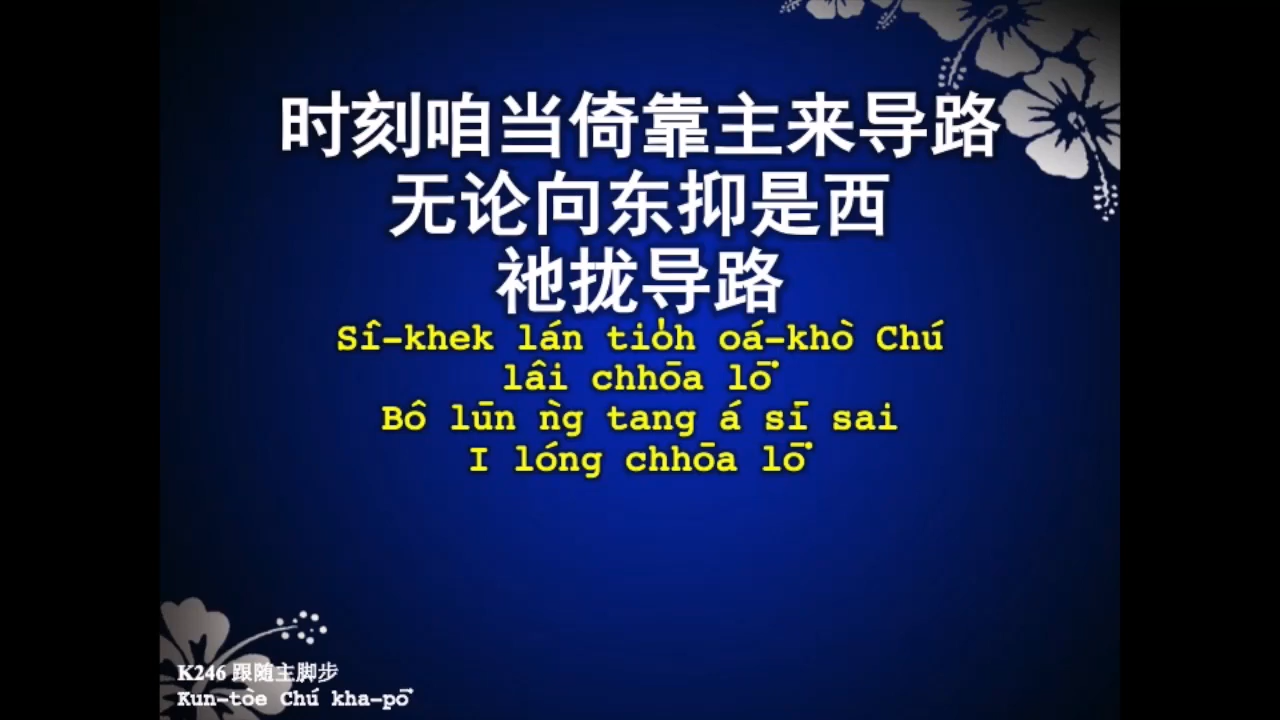 时刻咱当倚靠主来导路
无论向东抑是西
祂拢导路
Sî-khek lán tio̍h oá-khò Chú
lâi chhōa lō͘
Bô lūn ǹg tang á sī sai
I lóng chhōa lō͘
K246 跟随主脚步
Kun-tòe Chú kha-pō͘